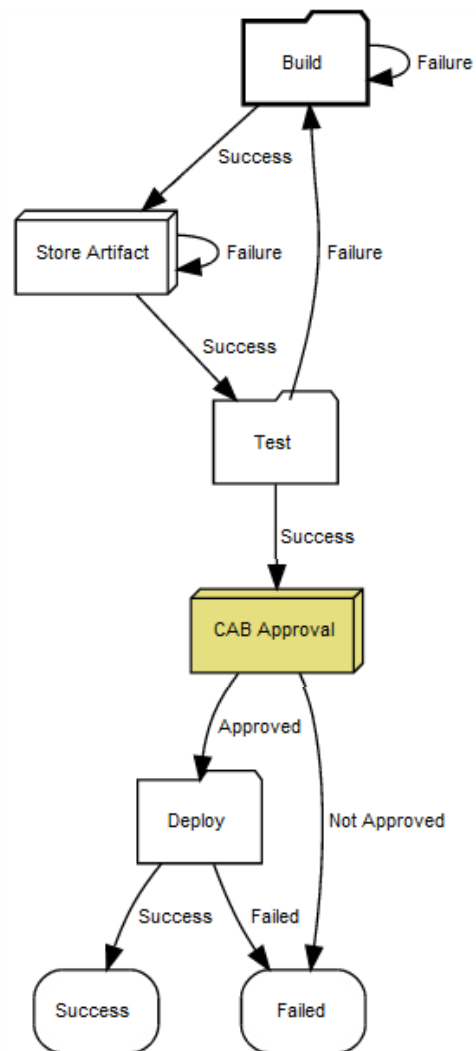 Build
Failure
Success
Store Artifact
Failure
Failure
Success
Test
Success
CAB Approval
Approved
Deploy
Not Approved
Success
Failed
Success
Failed